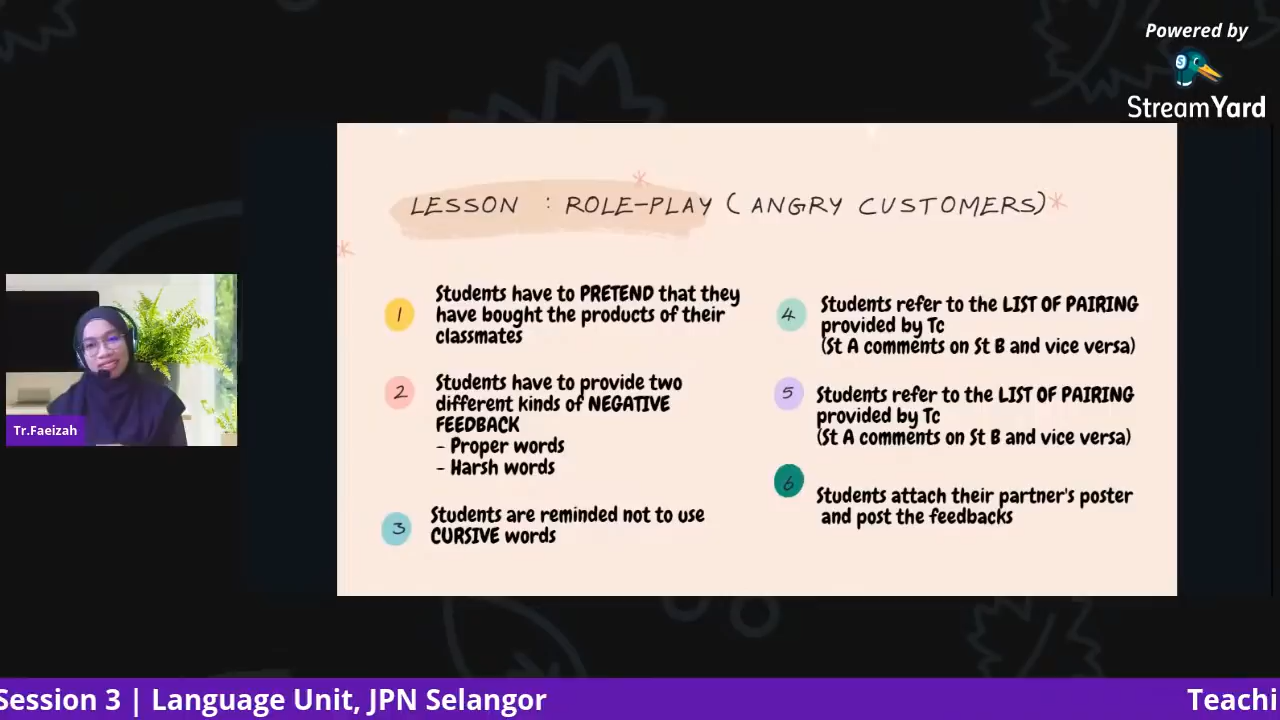 Powered by
StreamYard
LESSON : ROLE-PLAY ( ANGRY CUSTOMERS)
1
Students have to PRETEND that they
have bought the products of their
classmates
2
Students have to provide two
different kinds of NEGATIVE
FEEDBACK
- Proper words
- Harsh words
3
Students are reminded not to use
CURSIVE words
4
Students refer to the LIST OF PAIRING
provided by Tc
(St A comments on St B and vice versa)
5
Students refer to the LIST OF PAIRING
provided by Tc
(St A comments on St B and vice versa)
6
Students attach their partner's poster
and post the feedbacks
Tr.Faeizah
Session 3 | Language Unit, JPN Selangor
Teachi